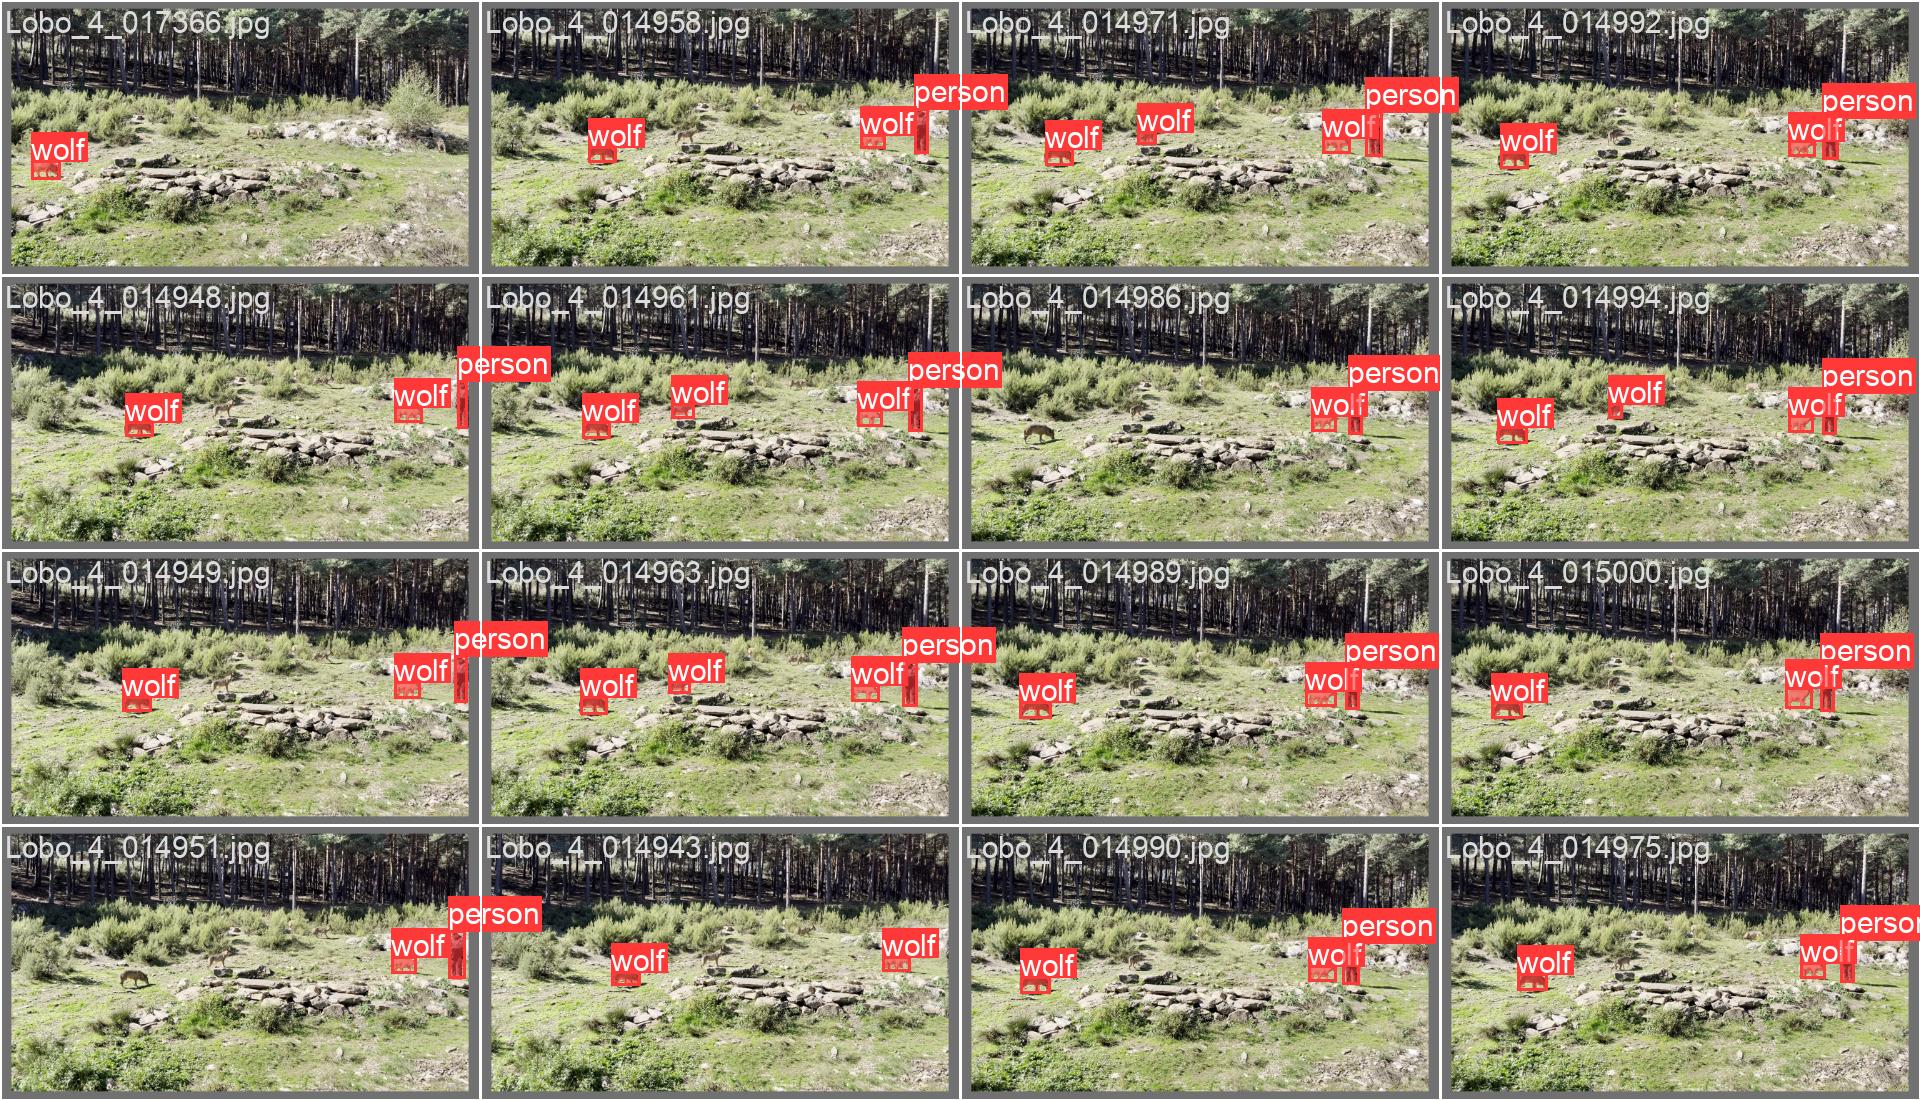 Lobo_4_017366.jpg
wolf
Lobo_4_014958.jpg
wolf
wolf
person
Lobo_4_014971.jpg
wolf
wolf
wolf
person
Lobo_4_014992.jpg
wolf
wolf
person
Lobo_4_014948.jpg
wolf
wolf
person
Lobo_4_014961.jpg
wolf
wolf
wolf
person
Lobo_4_014986.jpg
wolf
person
Lobo_4_014994.jpg
wolf
wolf
wolf
person
Lobo_4_014949.jpg
wolf
wolf
person
Lobo_4_014963.jpg
wolf
wolf
wolf
person
Lobo_4_014989.jpg
wolf
wolf
person
Lobo_4_015000.jpg
wolf
wolf
person
Lobo_4_014951.jpg
wolf
person
Lobo_4_014943.jpg
wolf
wolf
Lobo_4_014990.jpg
wolf
wolf
person
Lobo_4_014975.jpg
wolf
wolf
person